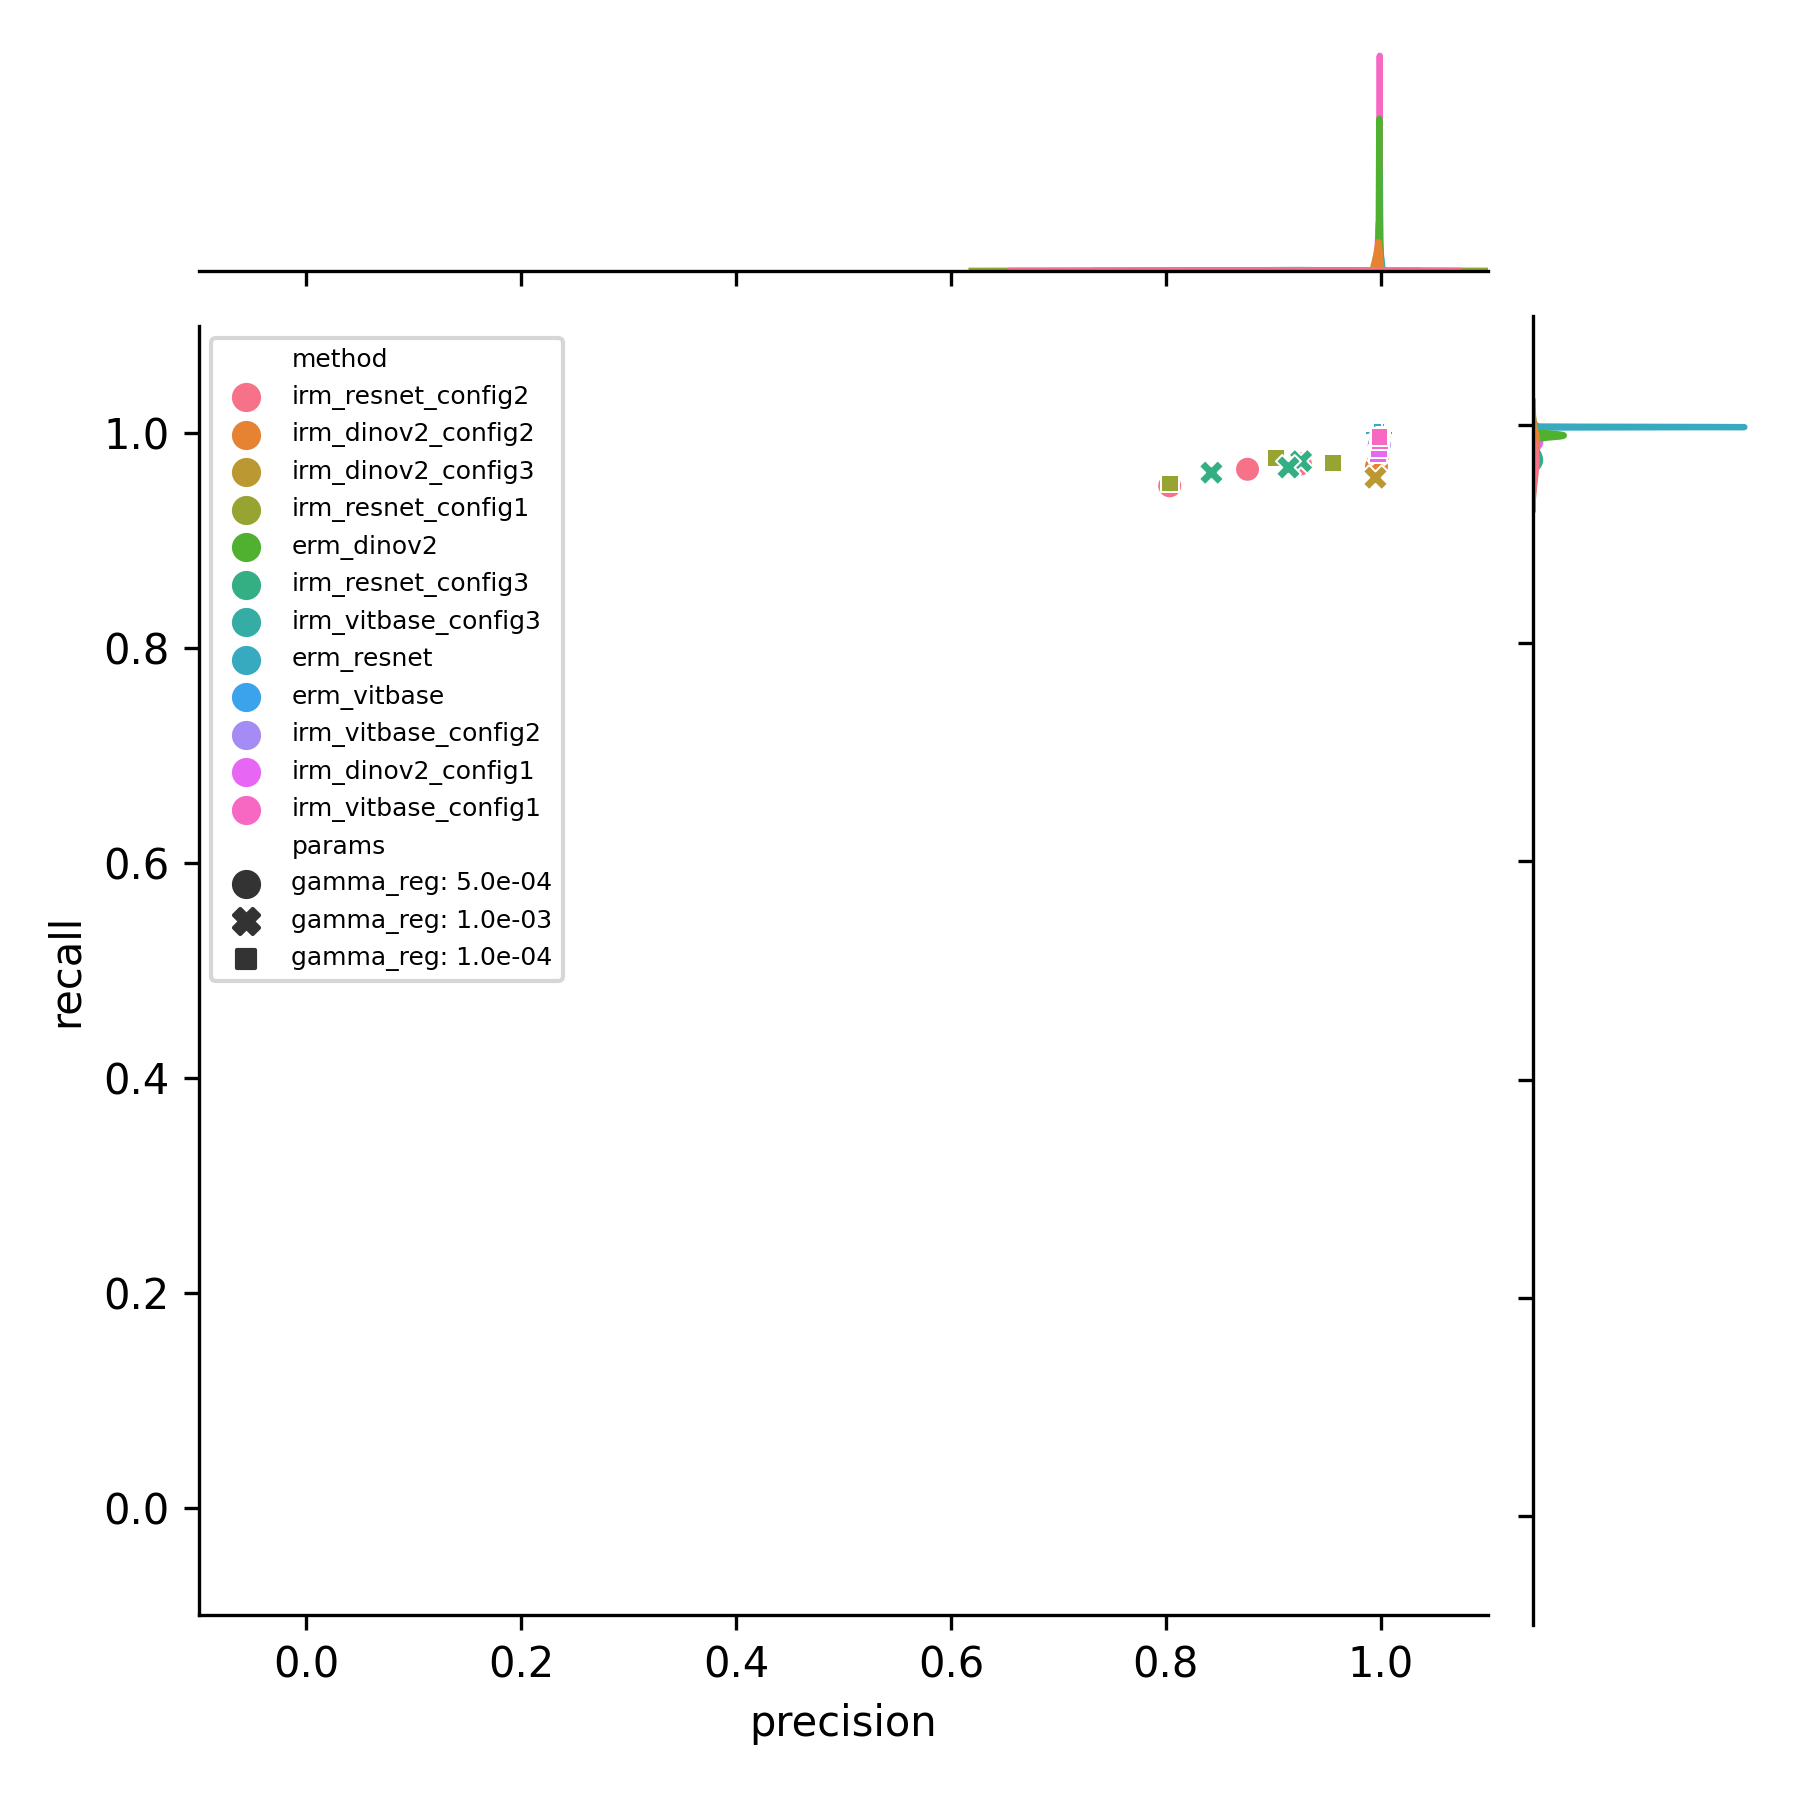 method
irm_resnet_config2
irm_dinov2_config2
irm_dinov2_config3
irm_resnet_config1
erm_dinov2
irm_resnet_config3
irm_vitbase_config3
erm_resnet
erm_vitbase
irm_vitbase_config2
irm_dinov2_config1
irm_vitbase_config1
params
gamma_reg: 5.0e-04
gamma_reg: 1.0e-03
gamma_reg: 1.0e-04
1.0
0.8
0.6
0.4
0.2
0.0
recall
0.0 0.2 0.4 0.6 0.8 1.0
precision